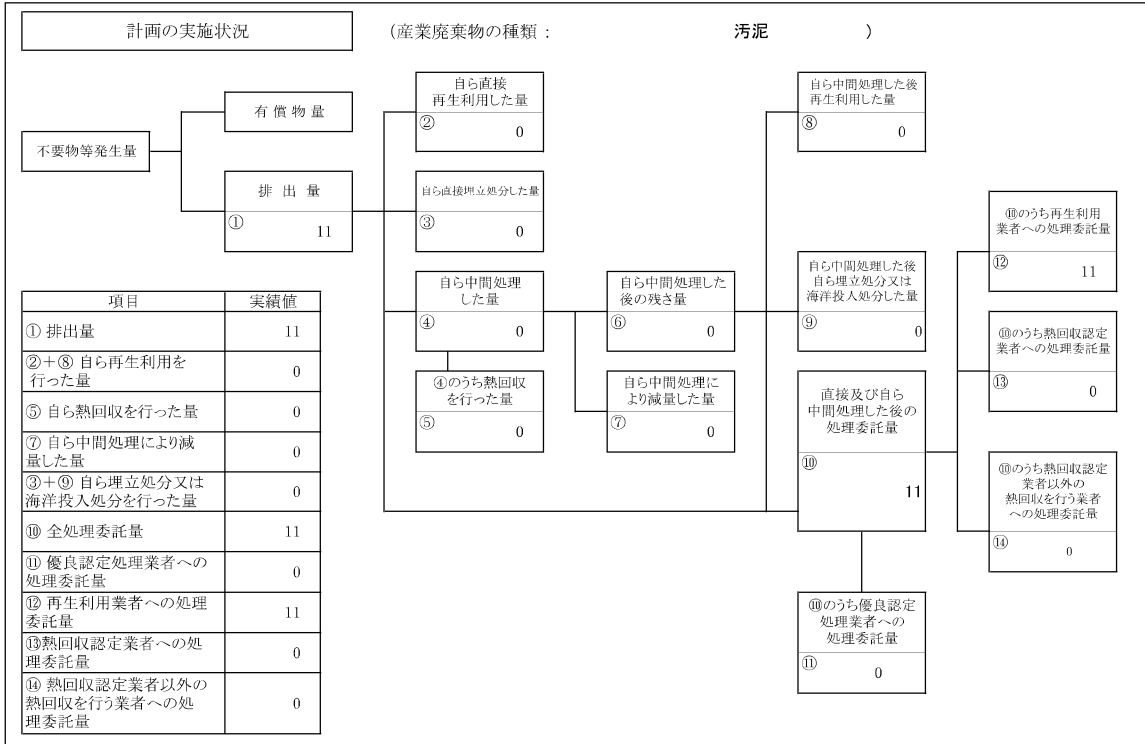 計画の実施状況
(産業廃棄物の種類： 汚泥 )
不要物等発生量
有償物量
排出量
① 11
自ら直接
再生利用した量
② 0
自ら直接埋立処分した量
③ 0
自ら中間処理
した量
④ 0
④のうち熱回収
を行った量
⑤ 0
自ら中間処理した
後の残さ量
⑥ 0
自ら中間処理に
より減量した量
⑦ 0
自ら中間処理した後
再生利用した量
⑧ 0
自ら中間処理した後
自ら埋立処分又は
海洋投入処分した量
⑨ 0
直接及び自ら
中間処理した後の
処理委託量
⑩ 11
⑩のうち優良認定
処理業者への
処理委託量
⑪ 0
⑩のうち再生利用
業者への処理委託量
⑫ 11
⑩のうち熱回収認定
業者への処理委託量
⑬ 0
⑩のうち熱回収認定
業者以外の
熱回収を行う業者
への処理委託量
⑭ 0
項目 実績値
① 排出量 11
②＋⑧ 自ら再生利用を
行った量 0
⑤ 自ら熱回収を行った量 0
⑦ 自ら中間処理により減
量した量 0
③＋⑨ 自ら埋立処分又は
海洋投入処分を行った量 0
⑩ 全処理委託量 11
⑪ 優良認定処理業者への
処理委託量 0
⑫ 再生利用業者への処理
委託量 11
⑬熱回収認定業者への処
理委託量 0
⑭ 熱回収認定業者以外の
熱回収を行う業者への処
理委託量 0